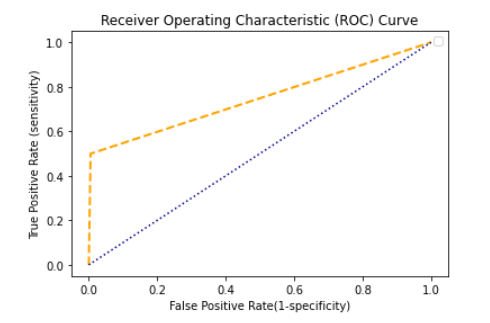 Receiver Operating Characteristic (ROC) Curve
1.0
0.8
0.6
0.4
0.2
0.0
True Positive Rate (sensitivity)
0.0 0.2 0.4 0.6 0.8 1.0
False Positive Rate(1-specificity)